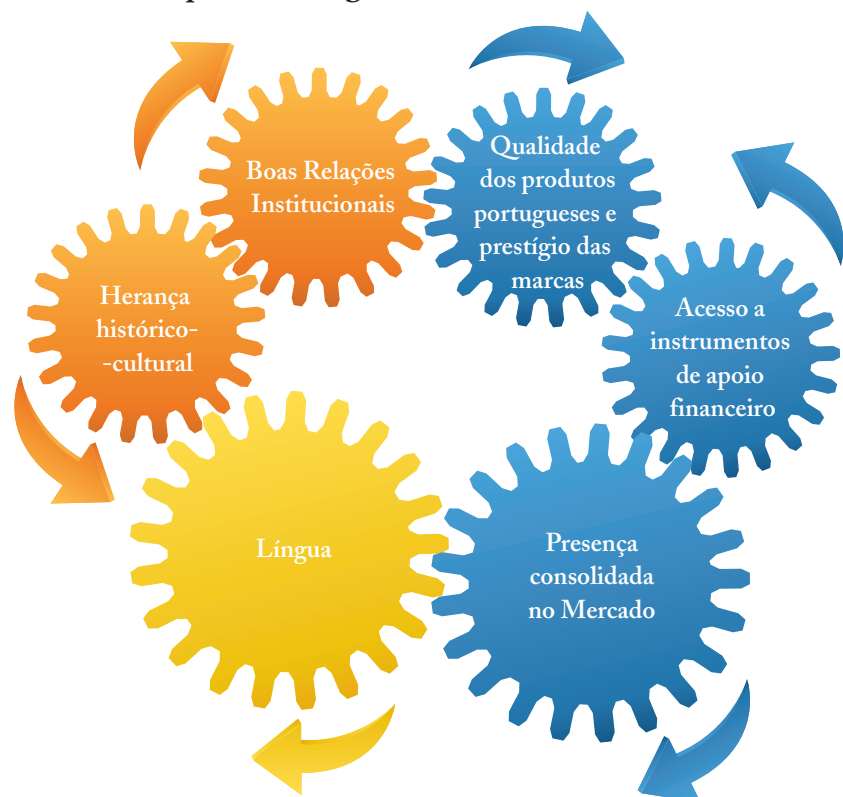 Boas Relações
Institucionais
Qualidade
dos produtos
portugueses e
prestígio das
marcas
Herança
histórico-
-cultural
Acesso a
instrumentos
de apoio
financeiro
Língua
Presença
consolidada
no Mercado